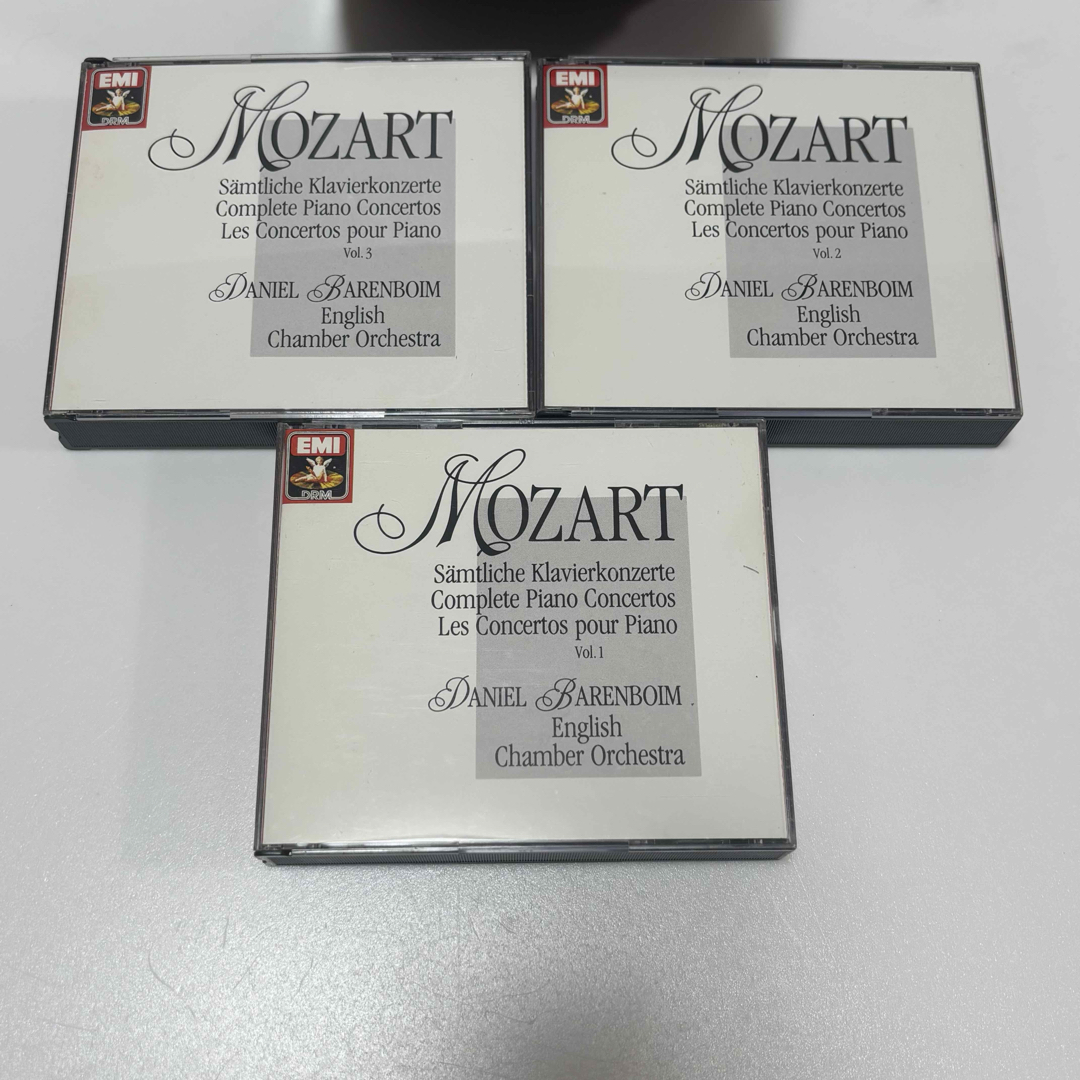 EMI
DRM
MOZART
Sämtliche Klavierkonzerte
Complete Piano Concertos
Les Concertos pour Piano
Vol. 3
DANIEL BARENBOIM
English
Chamber Orchestra
EMI
DRM
MOZART
Sämtliche Klavierkonzerte
Complete Piano Concertos
Les Concertos pour Piano
Vol. 2
DANIEL BARENBOIM
English
Chamber Orchestra
EMI
DRM
MOZART
Sämtliche Klavierkonzerte
Complete Piano Concertos
Les Concertos pour Piano
Vol. 1
DANIEL BARENBOIM
English
Chamber Orchestra